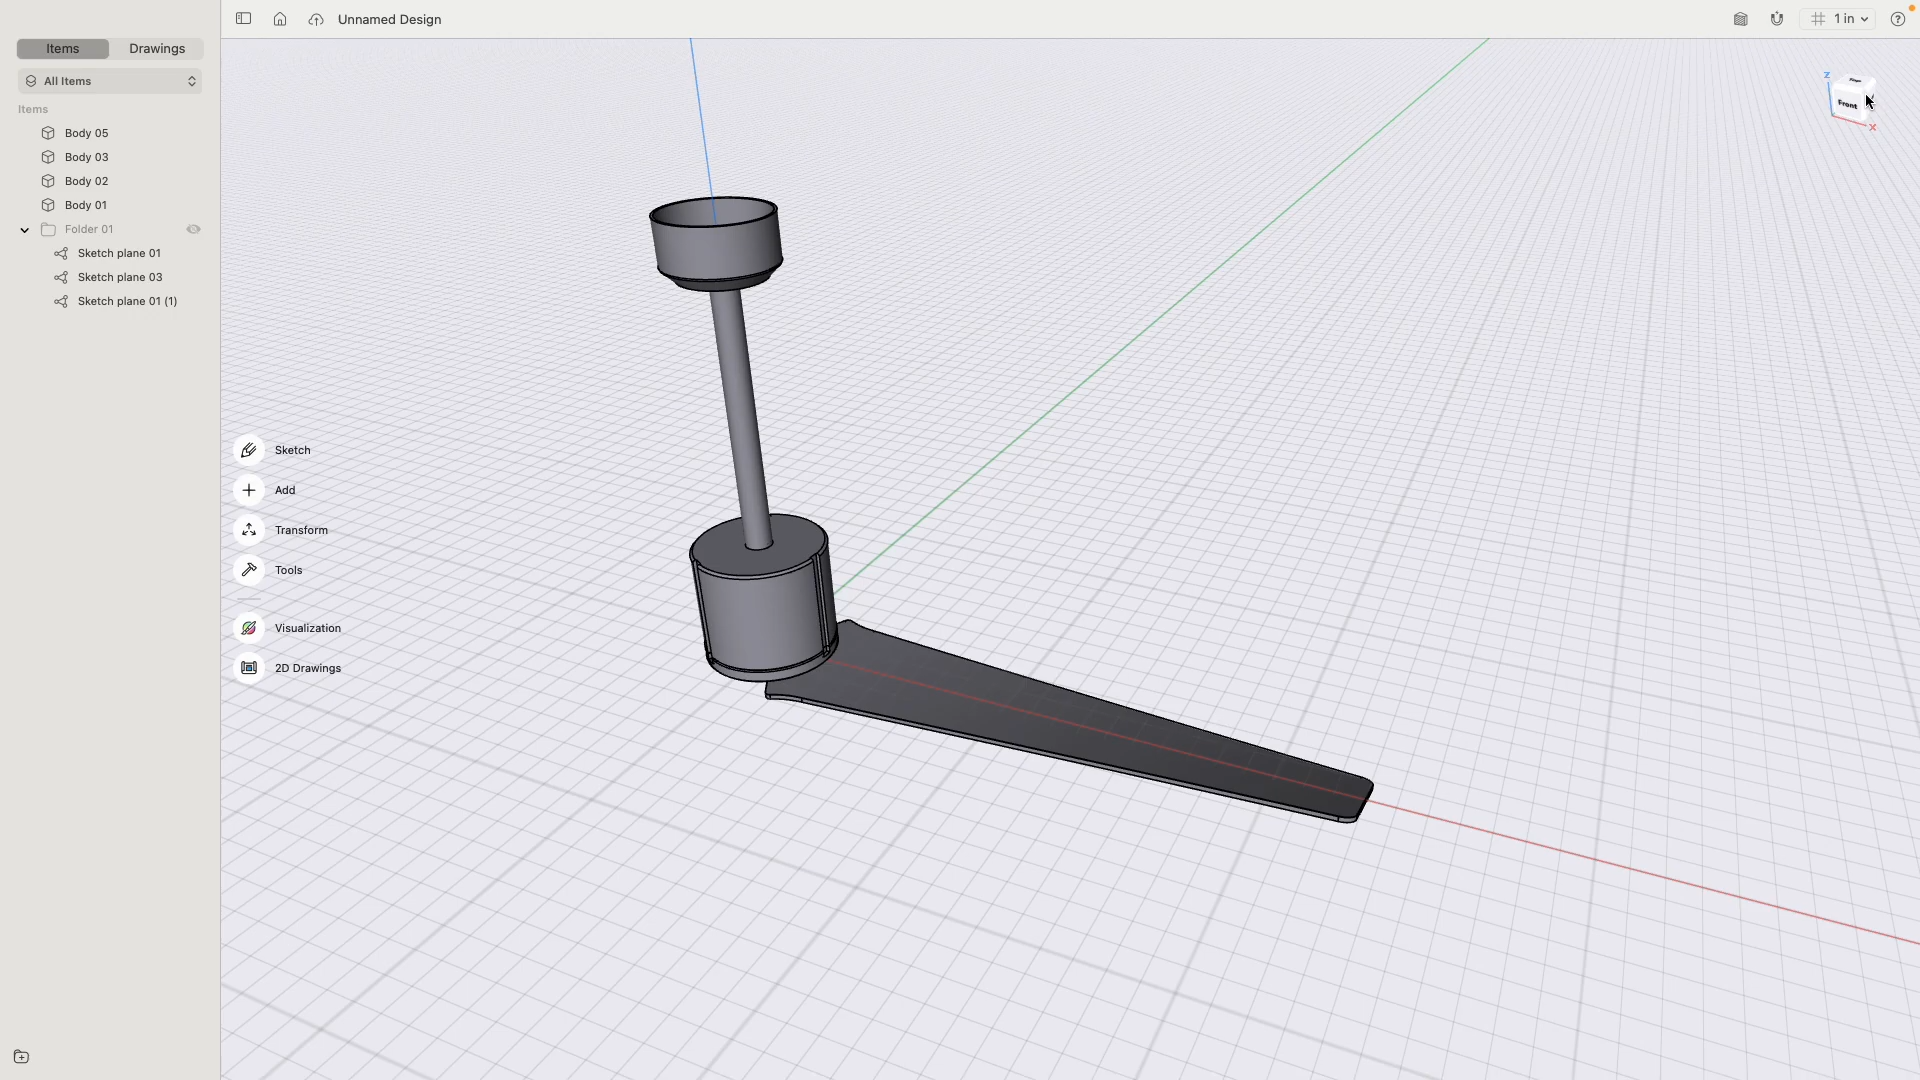 Unnamed Design
1 in
Items Drawings
All Items
Items
Body 05
Body 03
Body 02
Body 01
Folder 01
Sketch plane 01
Sketch plane 03
Sketch plane 01 (1)
Sketch
Add
Transform
Tools
Visualization
2D Drawings
Z
Front
X